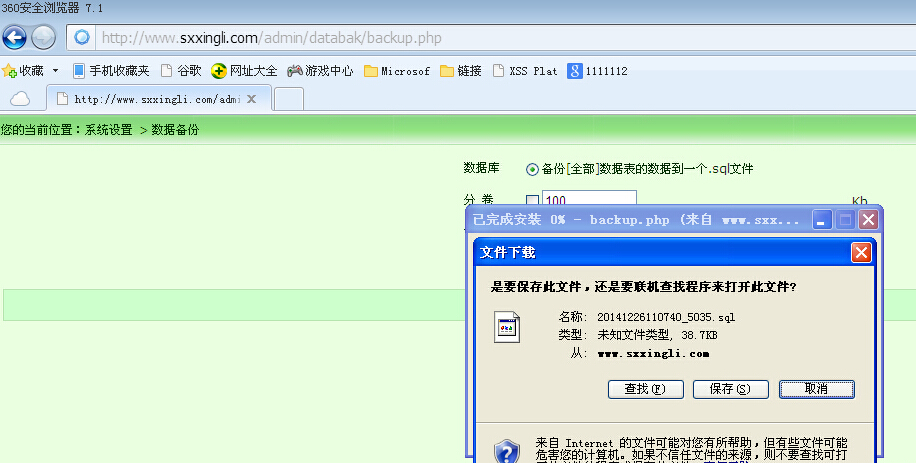 360安全浏览器 7.1
http://www.sxxingli.com/admin/databak/backup.php
收藏 手机收藏夹 谷歌 网址大全 游戏中心 Microsof 链接 XSS Plat 1111112
http://www.sxxingli.com/admi
您的当前位置：系统设置 > 数据备份
数据库 备份[全部]数据表的数据到一个.sql文件
分 卷 100 Kb
已完成安装 0% - backup.php (来自 www.sxx...
文件下载
是要保存此文件，还是要联机查找程序来打开此文件?
名称: 20141226110740_5035.sql
类型: 未知文件类型, 38.7KB
从: www.sxxingli.com
查找(F) 保存(S) 取消
来自 Internet 的文件可能对您有所帮助，但有些文件可能
危害您的计算机。如果不信任文件的来源，则不要查找可打